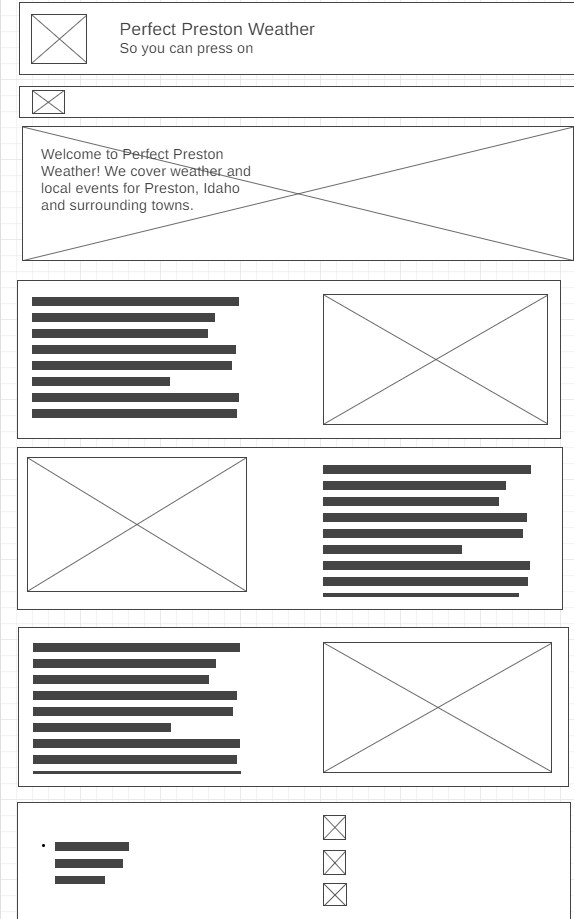 Perfect Preston Weather
So you can press on
Welcome to Perfect Preston
Weather! We cover weather and
local events for Preston, Idaho
and surrounding towns.